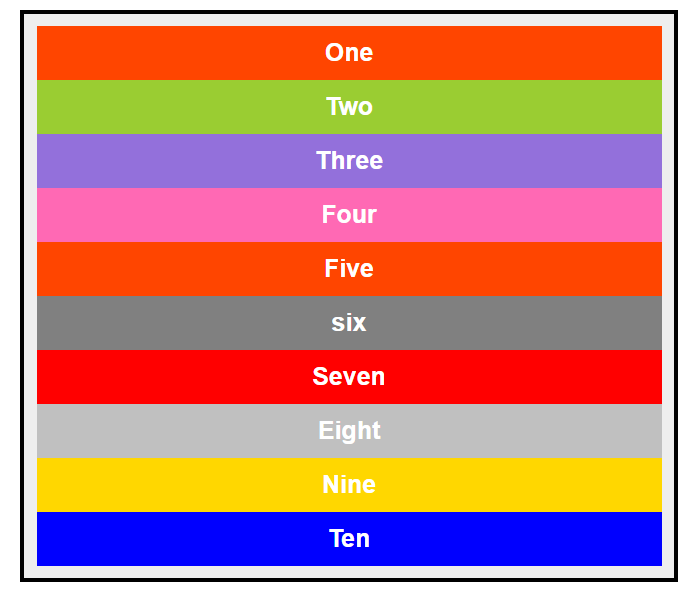 One
Two
Three
Four
Five
six
Seven
Eight
Nine
Ten